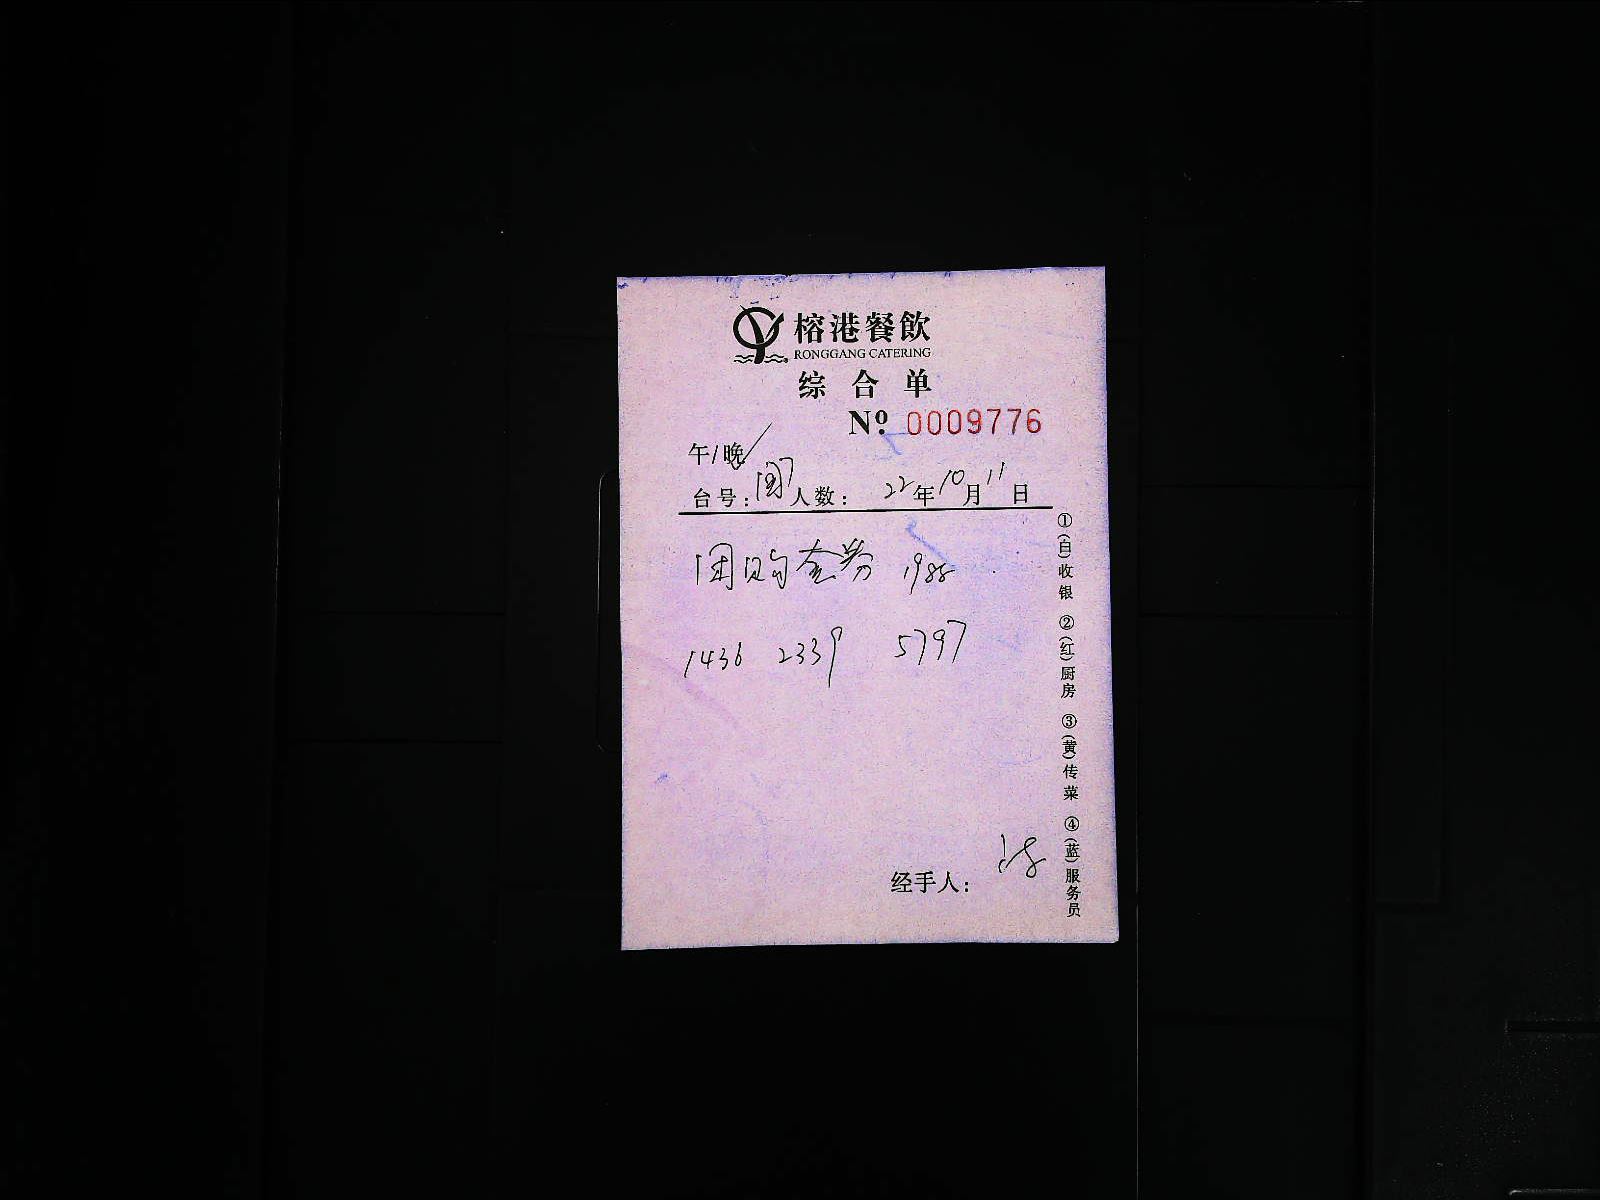 榕港餐飲
RONGGANG CATERING
综合单
Nº: 0009776
午/晚
台号: 人数: 22年10月11日
团购套券 1988
1436 2339 5797
经手人:
①(白)收银 ②(红)厨房 ③(黄)传菜 ④(蓝)服务员